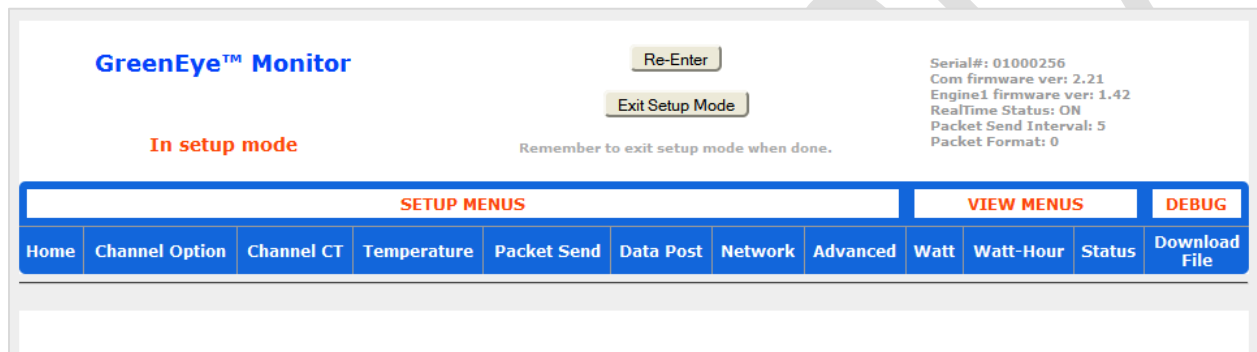 GreenEye™ Monitor
Re-Enter
Exit Setup Mode
In setup mode
Remember to exit setup mode when done.
Serial#: 01000256
Com firmware ver: 2.21
Engine1 firmware ver: 1.42
RealTime Status: ON
Packet Send Interval: 5
Packet Format: 0
SETUP MENUS
VIEW MENUS
DEBUG
Home
Channel Option
Channel CT
Temperature
Packet Send
Data Post
Network
Advanced
Watt
Watt-Hour
Status
Download
File